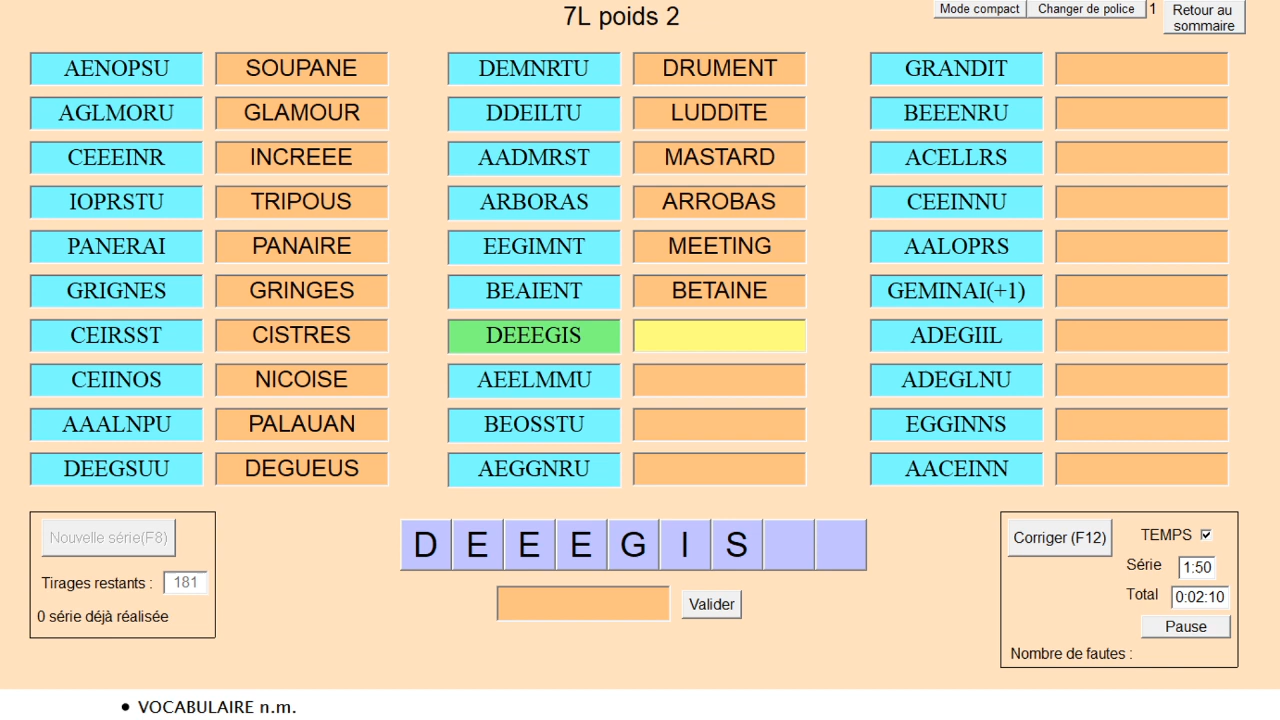 7L poids 2
Mode compact Changer de police 1 Retour au sommaire
AENOPSU SOUPANE DEMNRTU DRUMENT GRANDIT
AGLMORU GLAMOUR DDEILTU LUDDITE BEEENRU
CEEEINR INCREEE AADMRST MASTARD ACELLRS
IOPRSTU TRIPOUS ARBORAS ARROBAS CEEINNU
PANERAI PANAIRE EEGIMNT MEETING AALOPRS
GRIGNES GRINGES BEAIENT BETAINE GEMINAI(+1)
CEIRSST CISTRES DEEEGIS ADEGIIL
CEIINOS NICOISE AEELMMU ADEGLNU
AAALNPU PALAUAN BEOSSTU EGGINNS
DEEGSUU DEGUEUS AEGGNRU AACEINN
Nouvelle série(F8)
Tirages restants : 181
0 série déjà réalisée
D E E E G I S
Valider
Corriger (F12) TEMPS
Série 1:50
Total 0:02:10
Pause
Nombre de fautes :
• VOCABULAIRE n.m.